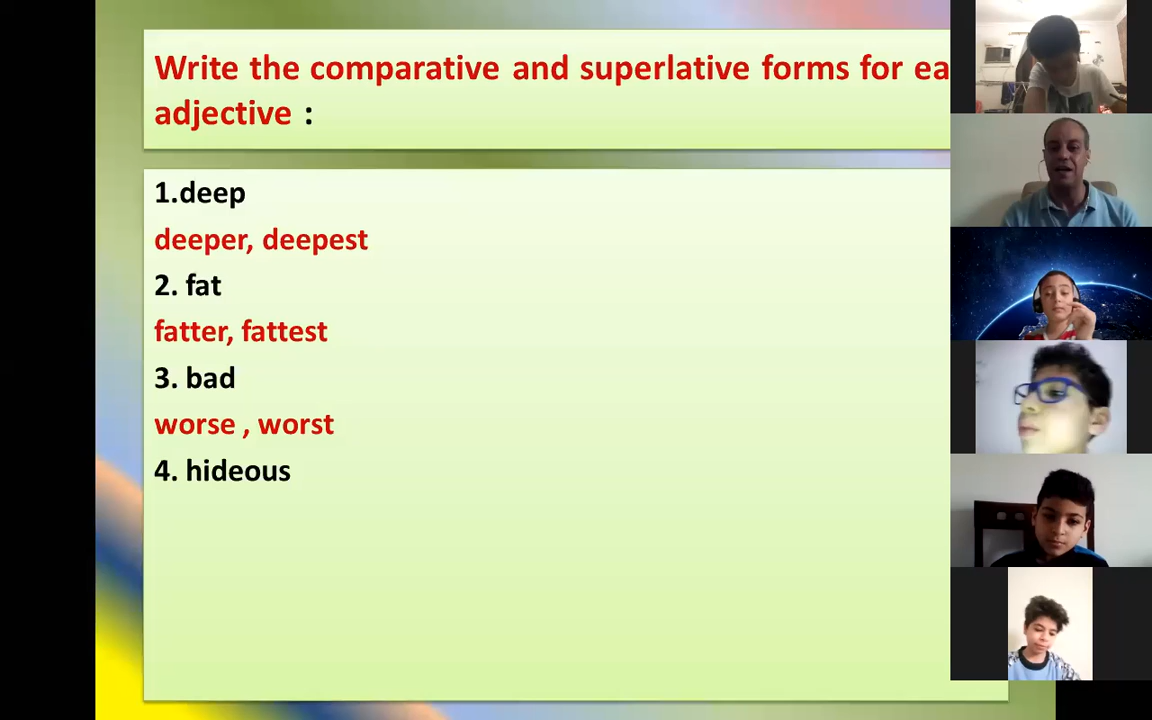 Write the comparative and superlative forms for ea
adjective :
1.deep
deeper, deepest
2. fat
fatter, fattest
3. bad
worse , worst
4. hideous